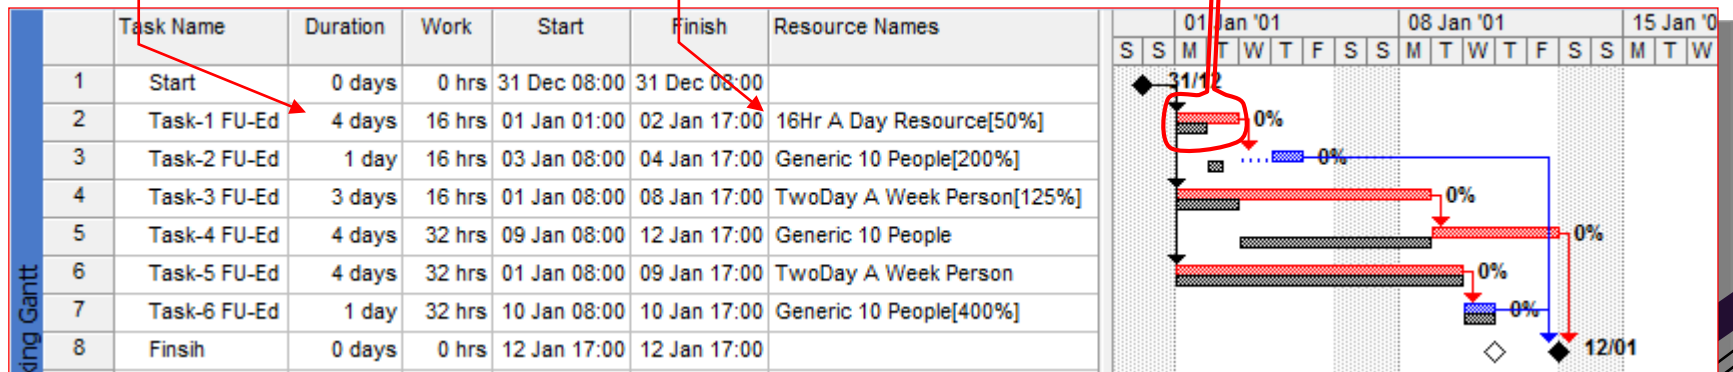 Task Name Duration Work Start Finish Resource Names 01 Jan '01 08 Jan '01 15 Jan '0
S S M T W T F S S M T W T F S S M T W
1 Start 0 days 0 hrs 31 Dec 08:00 31 Dec 08:00 31/12
2 Task-1 FU-Ed 4 days 16 hrs 01 Jan 01:00 02 Jan 17:00 16Hr A Day Resource[50%] 0%
3 Task-2 FU-Ed 1 day 16 hrs 03 Jan 08:00 04 Jan 17:00 Generic 10 People[200%] 0%
4 Task-3 FU-Ed 3 days 16 hrs 01 Jan 08:00 08 Jan 17:00 TwoDay A Week Person[125%] 0%
5 Task-4 FU-Ed 4 days 32 hrs 09 Jan 08:00 12 Jan 17:00 Generic 10 People 0%
6 Task-5 FU-Ed 4 days 32 hrs 01 Jan 08:00 09 Jan 17:00 TwoDay A Week Person 0%
7 Task-6 FU-Ed 1 day 32 hrs 10 Jan 08:00 10 Jan 17:00 Generic 10 People[400%] 0%
8 Finsih 0 days 0 hrs 12 Jan 17:00 12 Jan 17:00 12/01
king Gantt